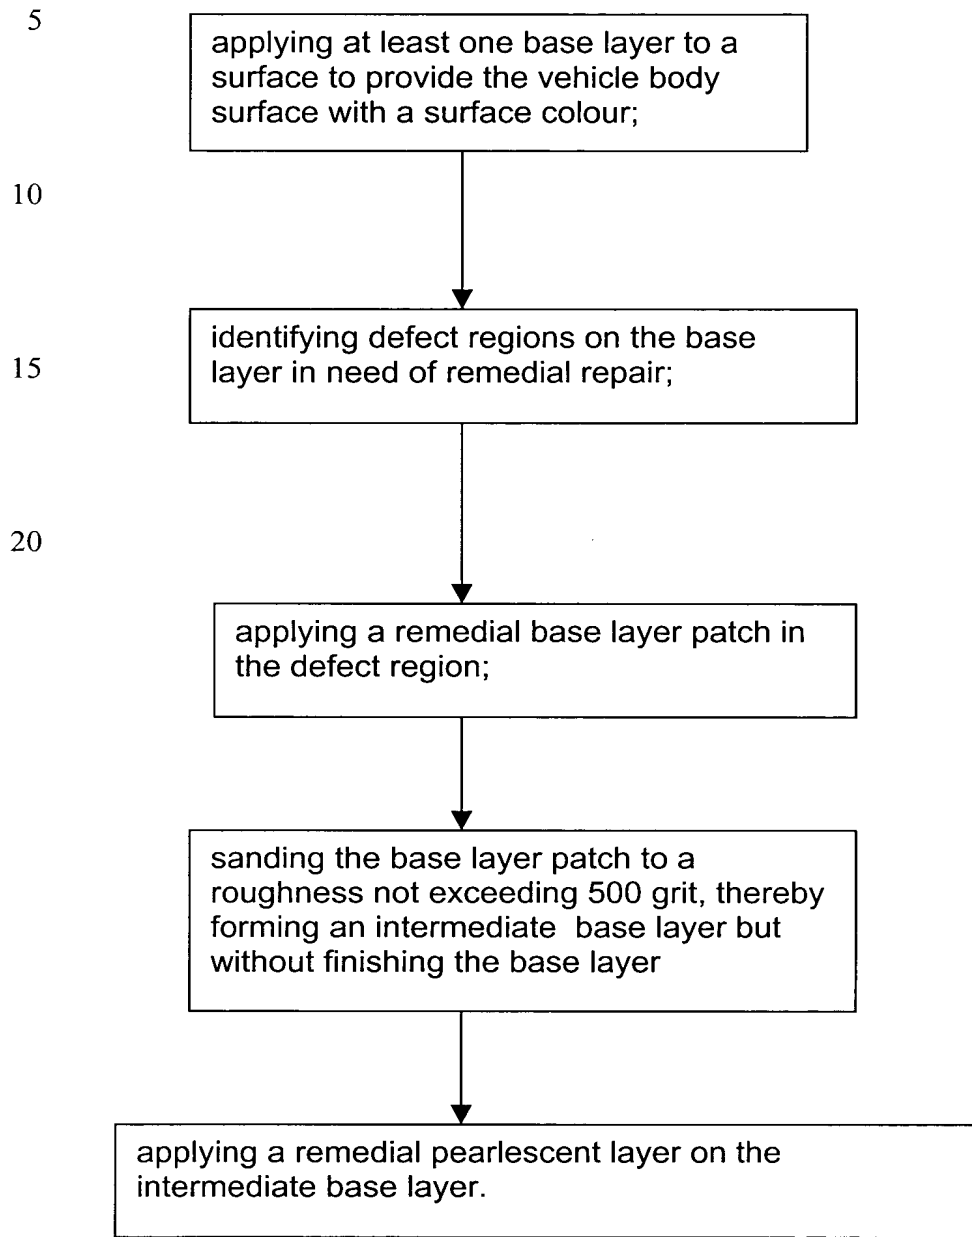 5
applying at least one base layer to a
surface to provide the vehicle body
surface with a surface colour;
10
identifying defect regions on the base
15
layer in need of remedial repair;
20
applying a remedial base layer patch in
the defect region;
sanding the base layer patch to a
roughness not exceeding 500 grit, thereby
forming an intermediate base layer but
without finishing the base layer
applying a remedial pearlescent layer on the
intermediate base layer.